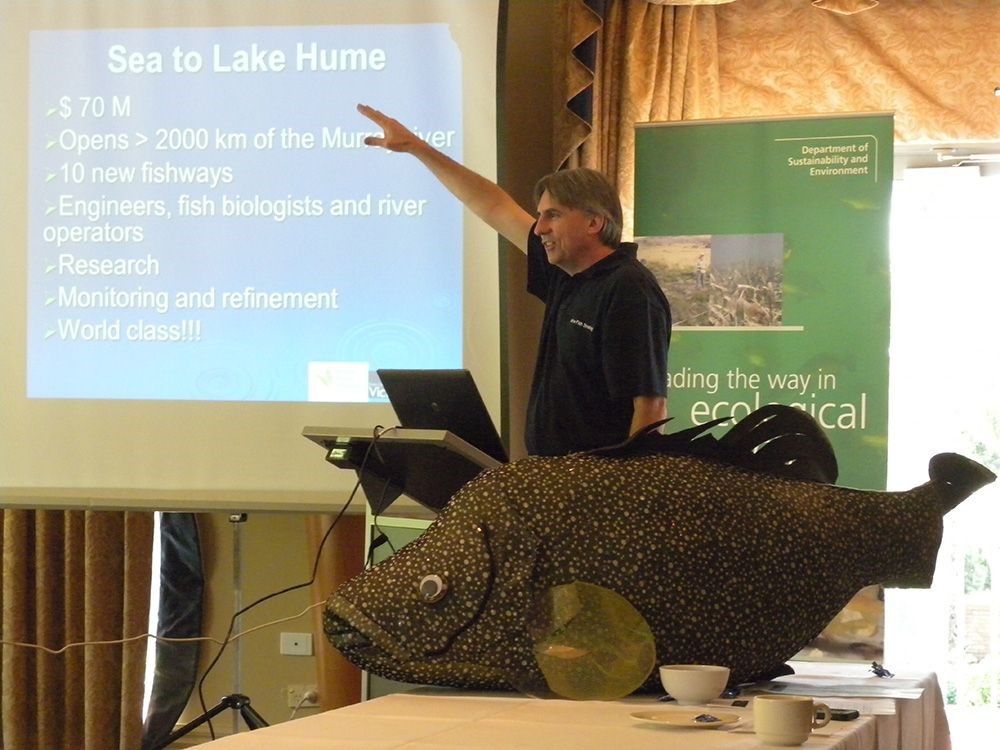 Sea to Lake Hume
➢$ 70 M
➢Opens > 2000 km of the Murray River
➢10 new fishways
➢Engineers, fish biologists and river
operators
➢Research
➢Monitoring and refinement
➢World class!!!
Vic
Department of
Sustainability and
Environment
ading the way in
ecological